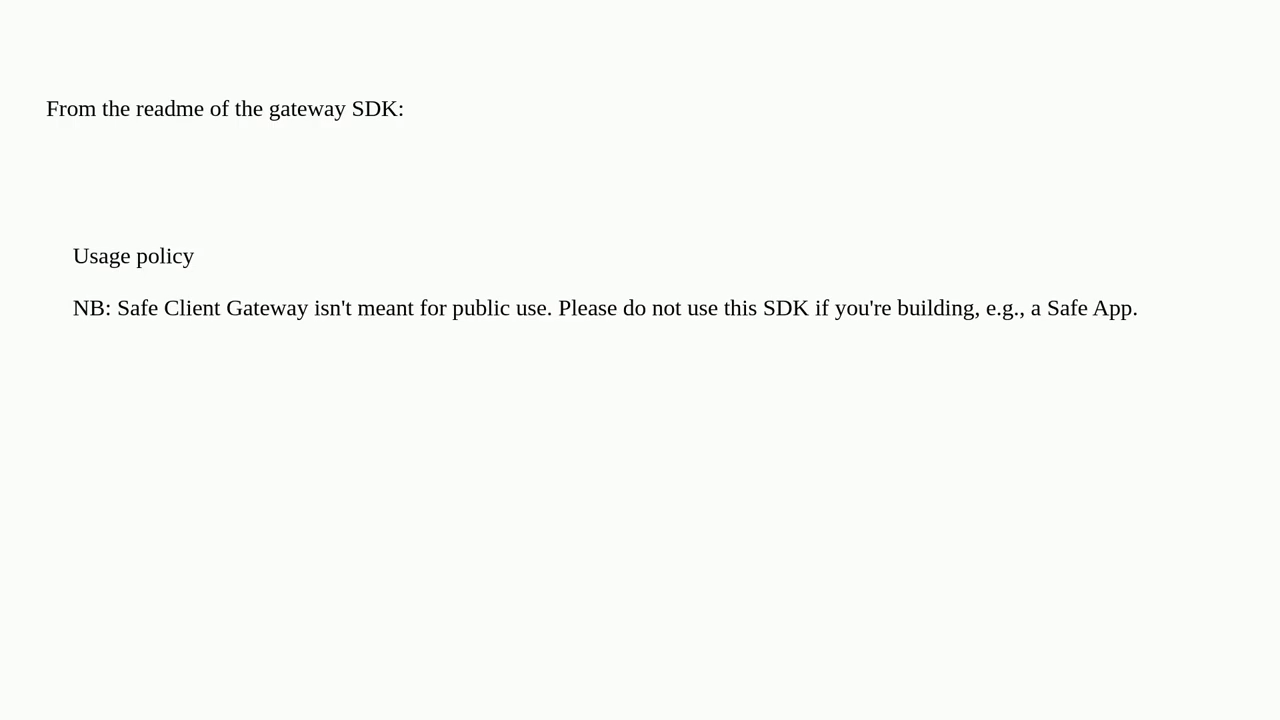 From the readme of the gateway SDK:
Usage policy
NB: Safe Client Gateway isn't meant for public use. Please do not use this SDK if you're building, e.g., a Safe App.